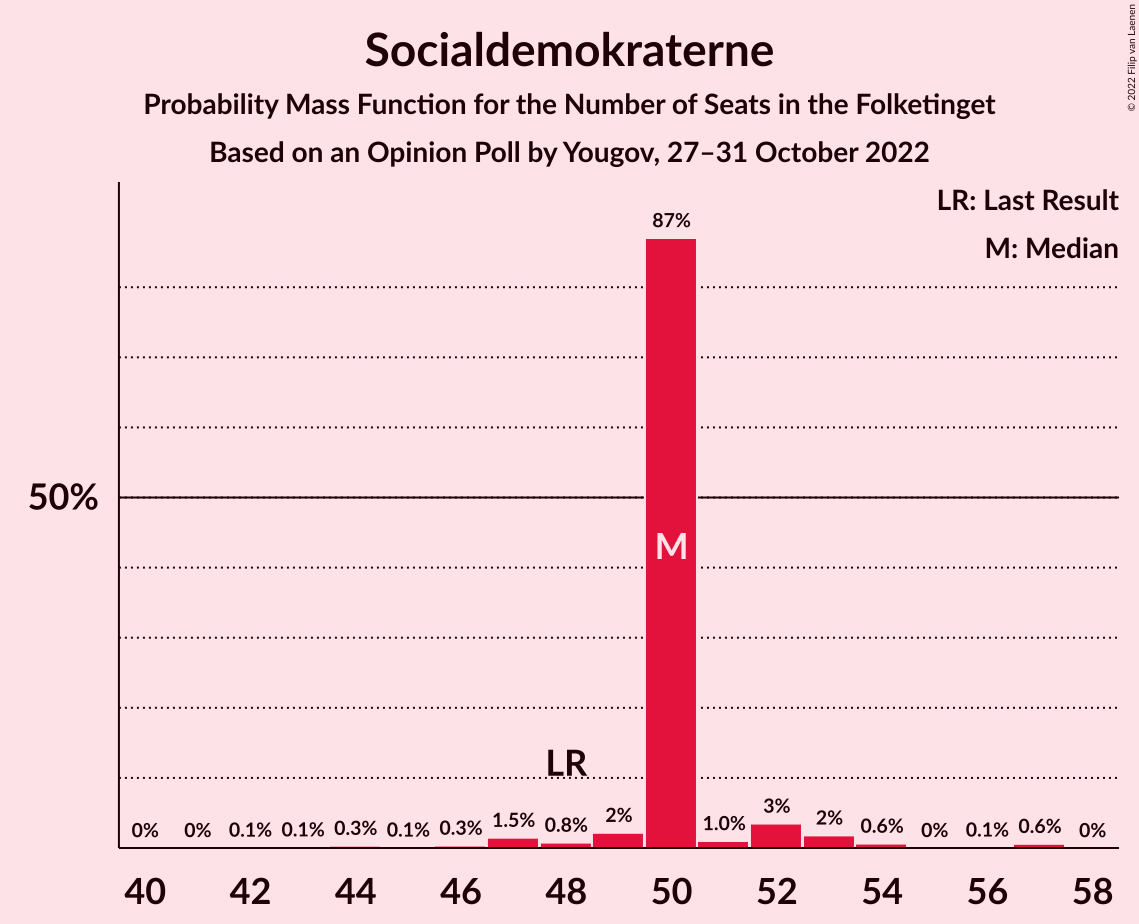 Socialdemokraterne
Probability Mass Function for the Number of Seats in the Folketinget
Based on an Opinion Poll by Yougov, 27–31 October 2022
© 2022 Filip van Laenen
LR: Last Result
M: Median
87%
50%
M
LR
0% 0% 0.1% 0.1% 0.3% 0.1% 0.3% 1.5% 0.8% 2% 1.0% 3% 2% 0.6% 0% 0.1% 0.6% 0%
40 42 44 46 48 50 52 54 56 58